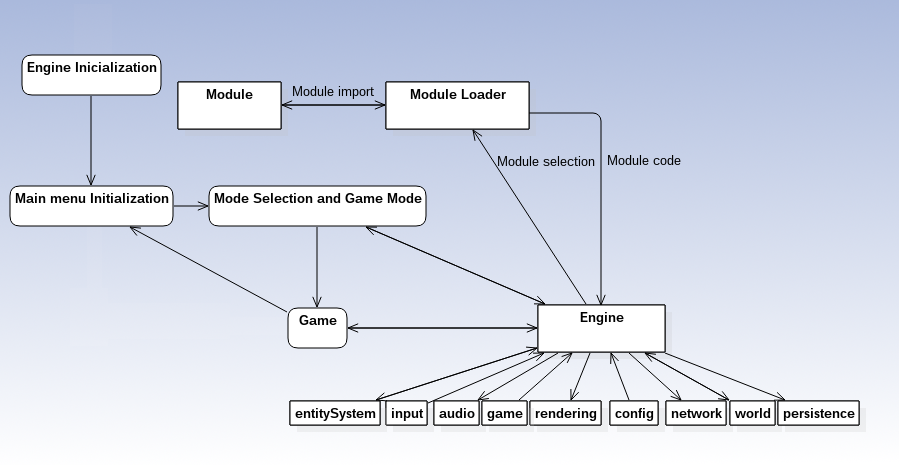 Engine Inicialization
Module
Module import
Module Loader
Module selection
Module code
Main menu Initialization
Mode Selection and Game Mode
Game
Engine
entitySystem
input
audio
game
rendering
config
network
world
persistence